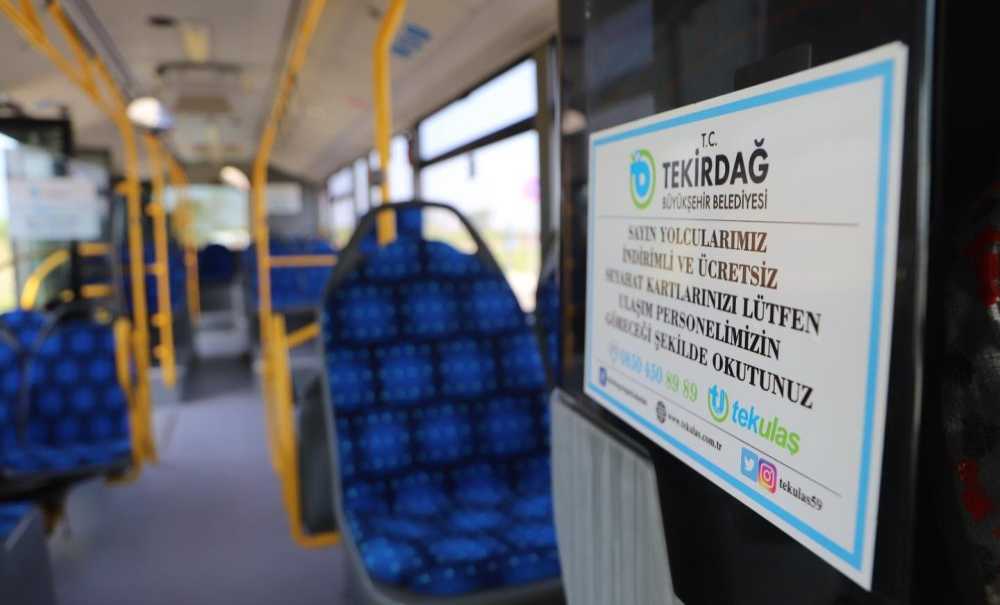 T.C.
TEKİRDAĞ
BÜYÜKŞEHİR BELEDİYESİ
SAYIN YOLCULARIMIZ
İNDİRİMLİ VE ÜCRETSİZ
SEYAHAT KARTLARINIZI LÜTFEN
ULAŞIM PERSONELİMİZİN
GÖRECEĞİ ŞEKİLDE OKUTUNUZ
0850 450 89 89
tekulaş
www.tekulas.com.tr
tekulas59